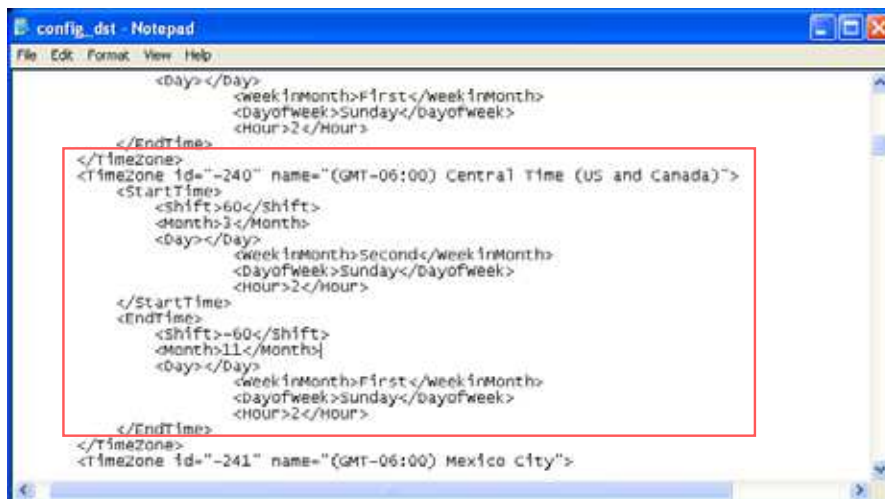 config_dst - Notepad
File Edit Format View Help
<Day></Day>
<WeekinMonth>First</WeekinMonth>
<DayofWeek>Sunday</DayofWeek>
<Hour>2</Hour>
</EndTime>
</TimeZone>
<TimeZone id="-240" name="(GMT-06:00) Central Time (US and Canada)">
<StartTime>
<Shift>60</Shift>
<Month>3</Month>
<Day></Day>
<WeekinMonth>Second</WeekinMonth>
<DayofWeek>Sunday</DayofWeek>
<Hour>2</Hour>
</StartTime>
<EndTime>
<Shift>-60</Shift>
<Month>11</Month>
<Day></Day>
<WeekinMonth>First</WeekinMonth>
<DayofWeek>Sunday</DayofWeek>
<Hour>2</Hour>
</EndTime>
</TimeZone>
<TimeZone id="-241" name="(GMT-06:00) Mexico City">